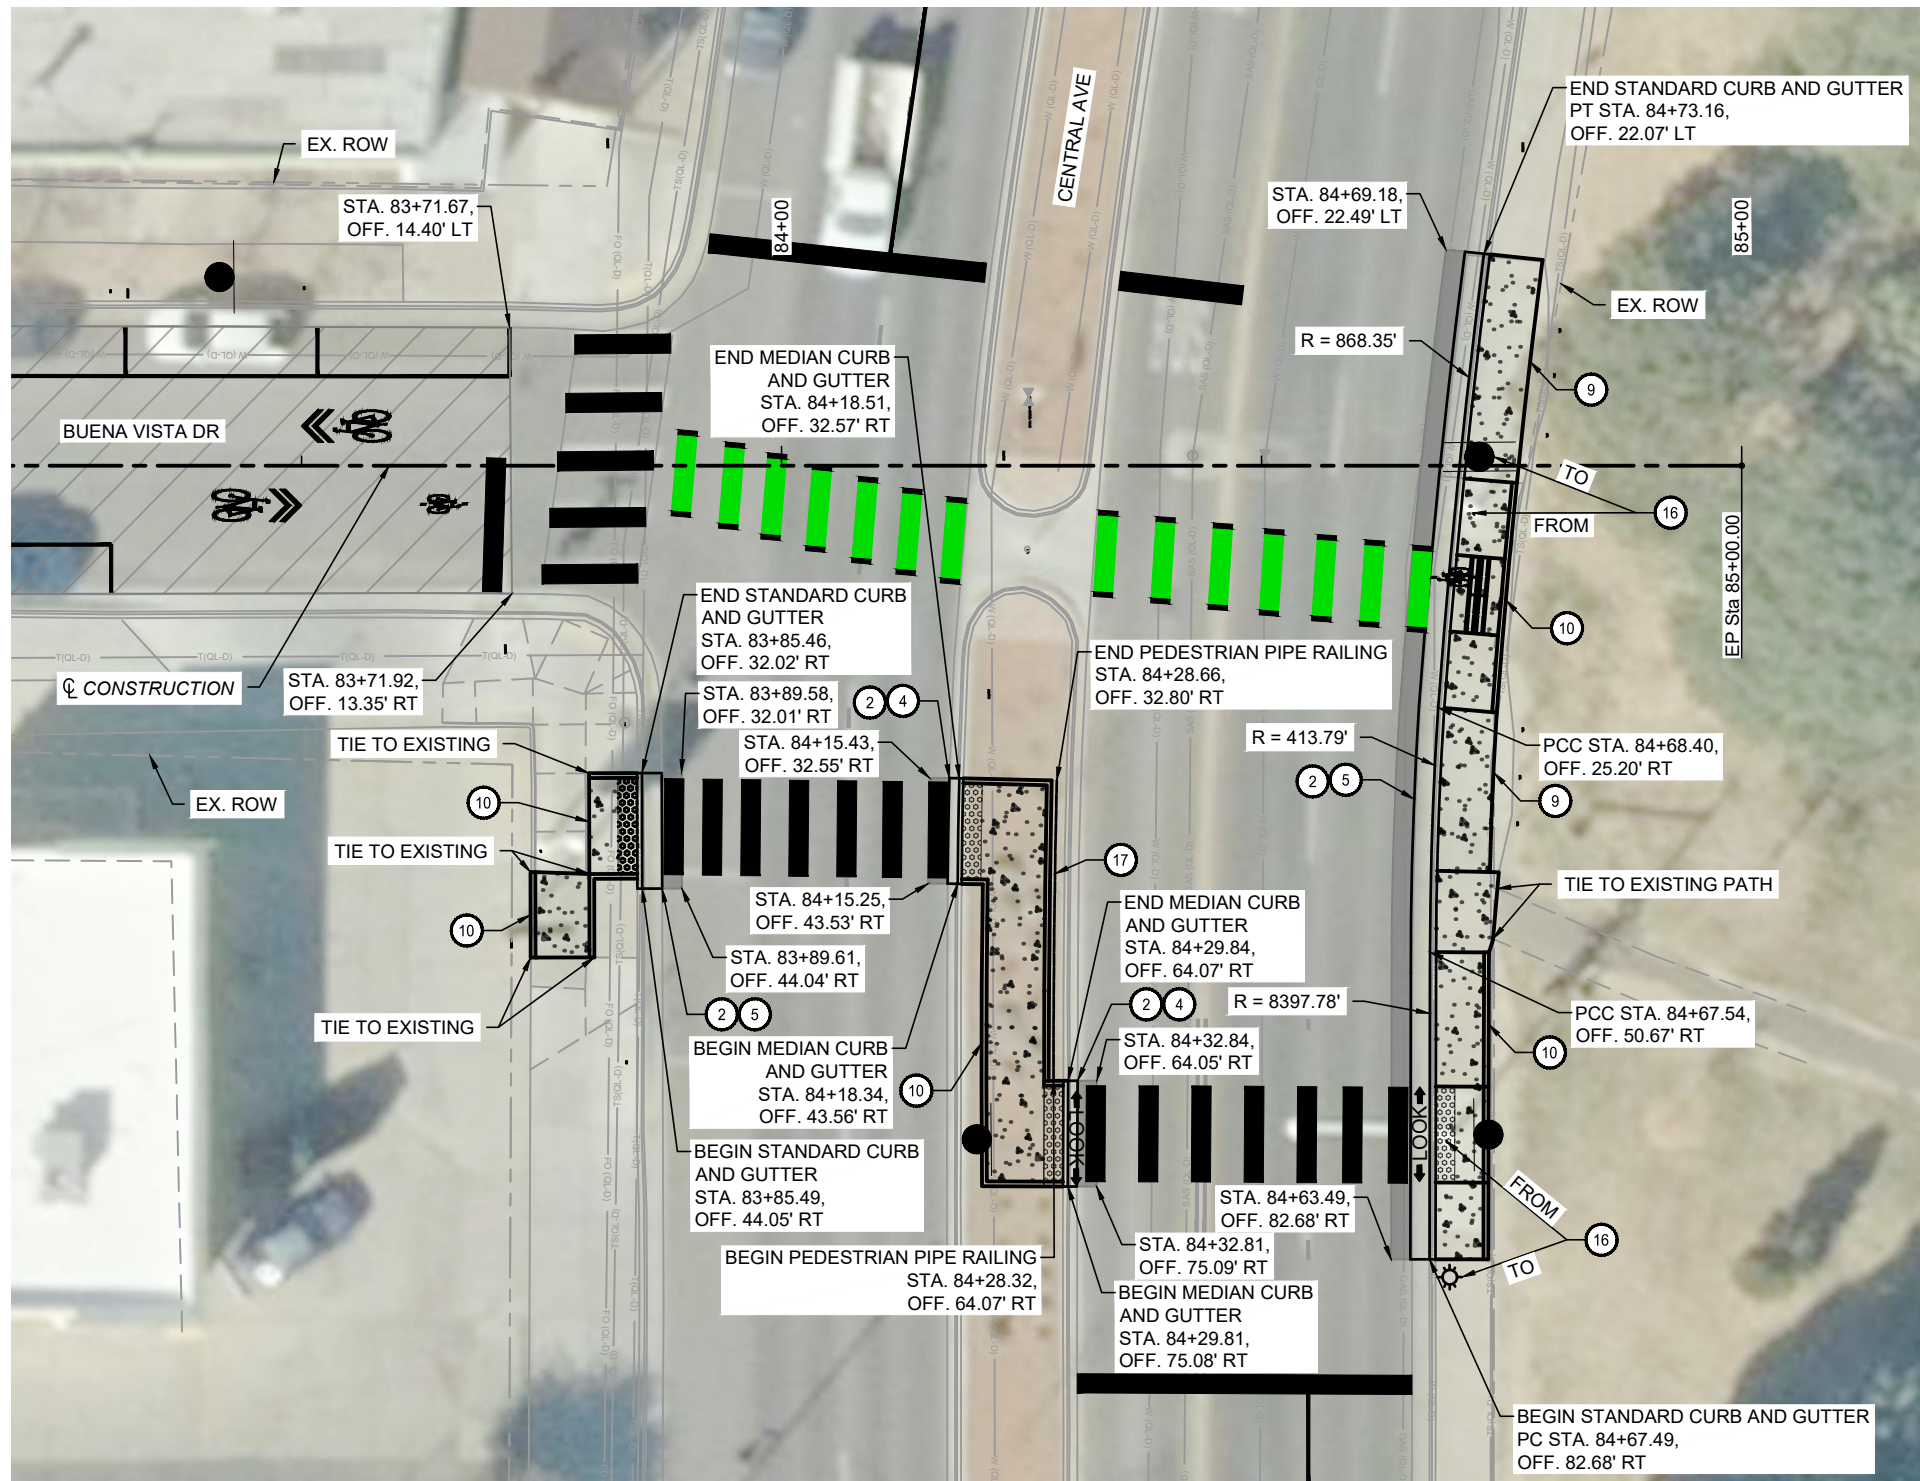 END STANDARD CURB AND GUTTER
PT STA. 84+73.16,
OFF. 22.07' LT
CENTRAL AVE
EX. ROW
STA. 83+71.67,
OFF. 14.40' LT
84+00
STA. 84+69.18,
OFF. 22.49' LT
85+00
EX. ROW
R = 868.35'
END MEDIAN CURB
AND GUTTER
STA. 84+18.51,
OFF. 32.57' RT
9
BUENA VISTA DR
TO
16
FROM
EP Sta 85+00.00
END STANDARD CURB
AND GUTTER
STA. 83+85.46,
OFF. 32.02' RT
10
T(QL-D)
T(QL-D)
T(QL-D)
T(QL-D)
END PEDESTRIAN PIPE RAILING
STA. 84+28.66,
OFF. 32.80' RT
℄ CONSTRUCTION
STA. 83+71.92,
OFF. 13.35' RT
STA. 83+89.58,
OFF. 32.01' RT
2
4
TIE TO EXISTING
STA. 84+15.43,
OFF. 32.55' RT
R = 413.79'
PCC STA. 84+68.40,
OFF. 25.20' RT
2
5
EX. ROW
10
9
TIE TO EXISTING
17
TIE TO EXISTING PATH
STA. 84+15.25,
OFF. 43.53' RT
END MEDIAN CURB
AND GUTTER
STA. 84+29.84,
OFF. 64.07' RT
10
STA. 83+89.61,
OFF. 44.04' RT
2
5
2
4
R = 8397.78'
PCC STA. 84+67.54,
OFF. 50.67' RT
TIE TO EXISTING
BEGIN MEDIAN CURB
AND GUTTER
STA. 84+18.34,
OFF. 43.56' RT
STA. 84+32.84,
OFF. 64.05' RT
10
10
LOOK
LOOK
BEGIN STANDARD CURB
AND GUTTER
STA. 83+85.49,
OFF. 44.05' RT
STA. 84+63.49,
OFF. 82.68' RT
FROM
16
TO
BEGIN PEDESTRIAN PIPE RAILING
STA. 84+28.32,
OFF. 64.07' RT
STA. 84+32.81,
OFF. 75.09' RT
BEGIN MEDIAN CURB
AND GUTTER
STA. 84+29.81,
OFF. 75.08' RT
BEGIN STANDARD CURB AND GUTTER
PC STA. 84+67.49,
OFF. 82.68' RT